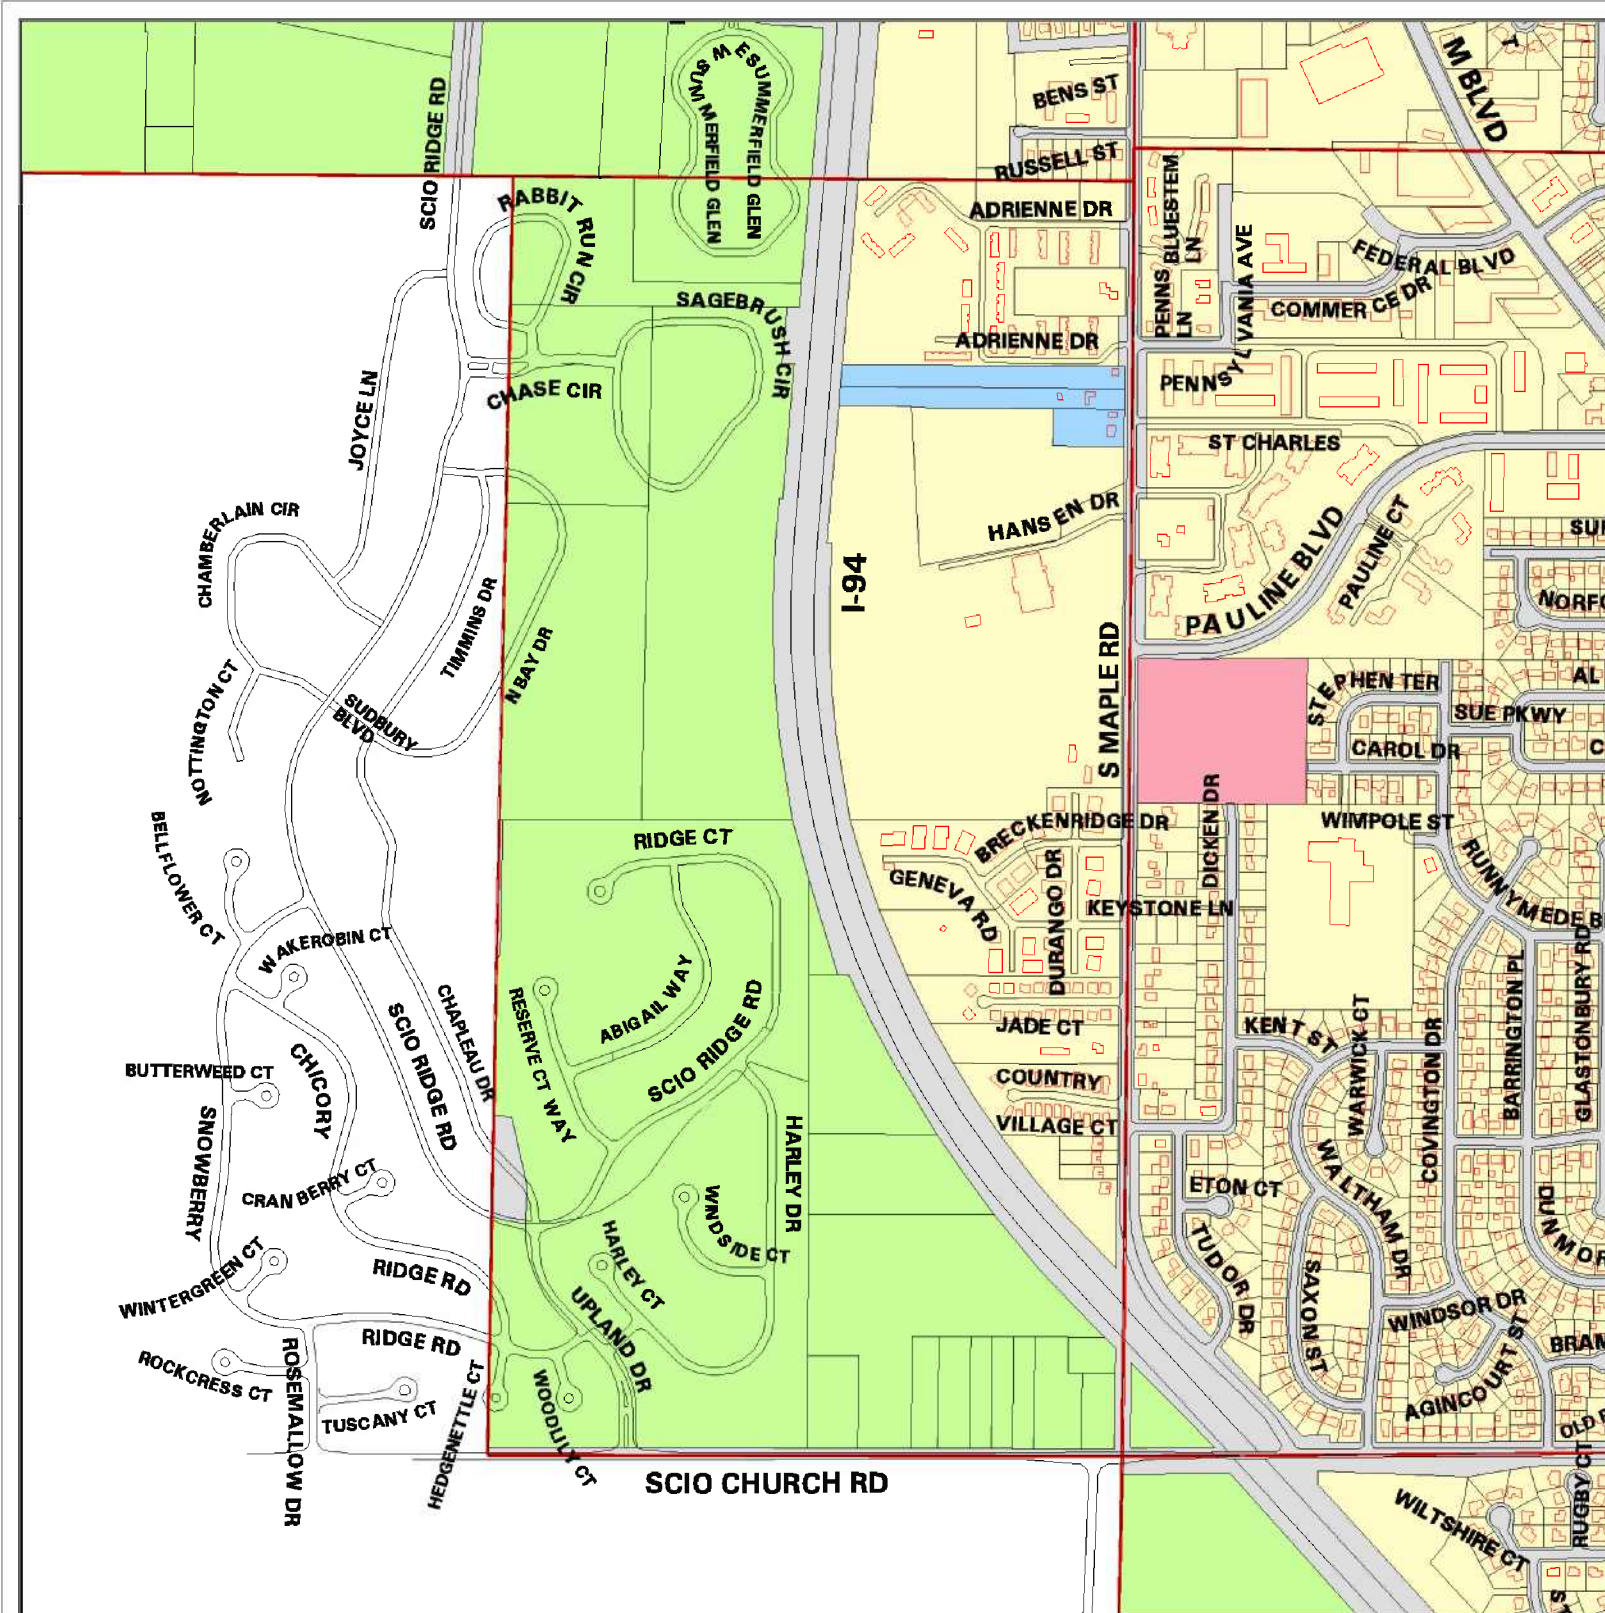 SCIO RIDGE RD
SUMMERFIELD GLEN
W
ESUMMERFIELD GLEN
BENS ST
RUSSELL ST
M BLVD
T
RABBIT RUN CIR
ADRIENNE DR
PENNS
LN
BLUESTEM
LN
PENNSYLVANIA AVE
FEDERAL BLVD
COMMERCE DR
SAGEBRUSH CIR
ADRIENNE DR
CHASE CIR
JOYCE LN
ST CHARLES
CHAMBERLAIN CIR
HANSEN DR
PAULINE BLVD
PAULINE CT
I-94
NORFO
TIMMINS DR
N BAY DR
S MAPLE RD
NOTTINGTON CT
SUDBURY
BLVD
STEPHEN TER
AL
SUE PKWY
CAROL DR
C
WIMPOLE ST
DICKEN DR
BELLFLOWER CT
RIDGE CT
BRECKENRIDGE DR
GENEVA RD
DURANGO DR
KEYSTONE LN
RUNNYMEDE B
WAKEROBIN CT
CHAPLEAU DR
SCIO RIDGE RD
RESERVE CT WAY
ABIGAIL WAY
SCIO RIDGE RD
JADE CT
KENT ST
WARWICK CT
COVINGTON DR
BARRINGTON PL
GLASTONBURY RD
BUTTERWEED CT
CHICORY
COUNTRY
VILLAGE CT
SNOWBERRY
CRANBERRY CT
HARLEY DR
WINDSIDE CT
ETON CT
WALTHAM DR
DUNMOR
WINTERGREEN CT
RIDGE RD
HARLEY CT
UPLAND DR
TUDOR DR
SAXON ST
WINDSOR DR
RIDGE RD
ROCKCRESS CT
ROSEMALLOW DR
TUSCANY CT
HEDGENETTLE CT
WOODLILY CT
AGINCOURT ST
BRAM
OLD
RUGBY CT
SCIO CHURCH RD
WILTSHIRE CT
S